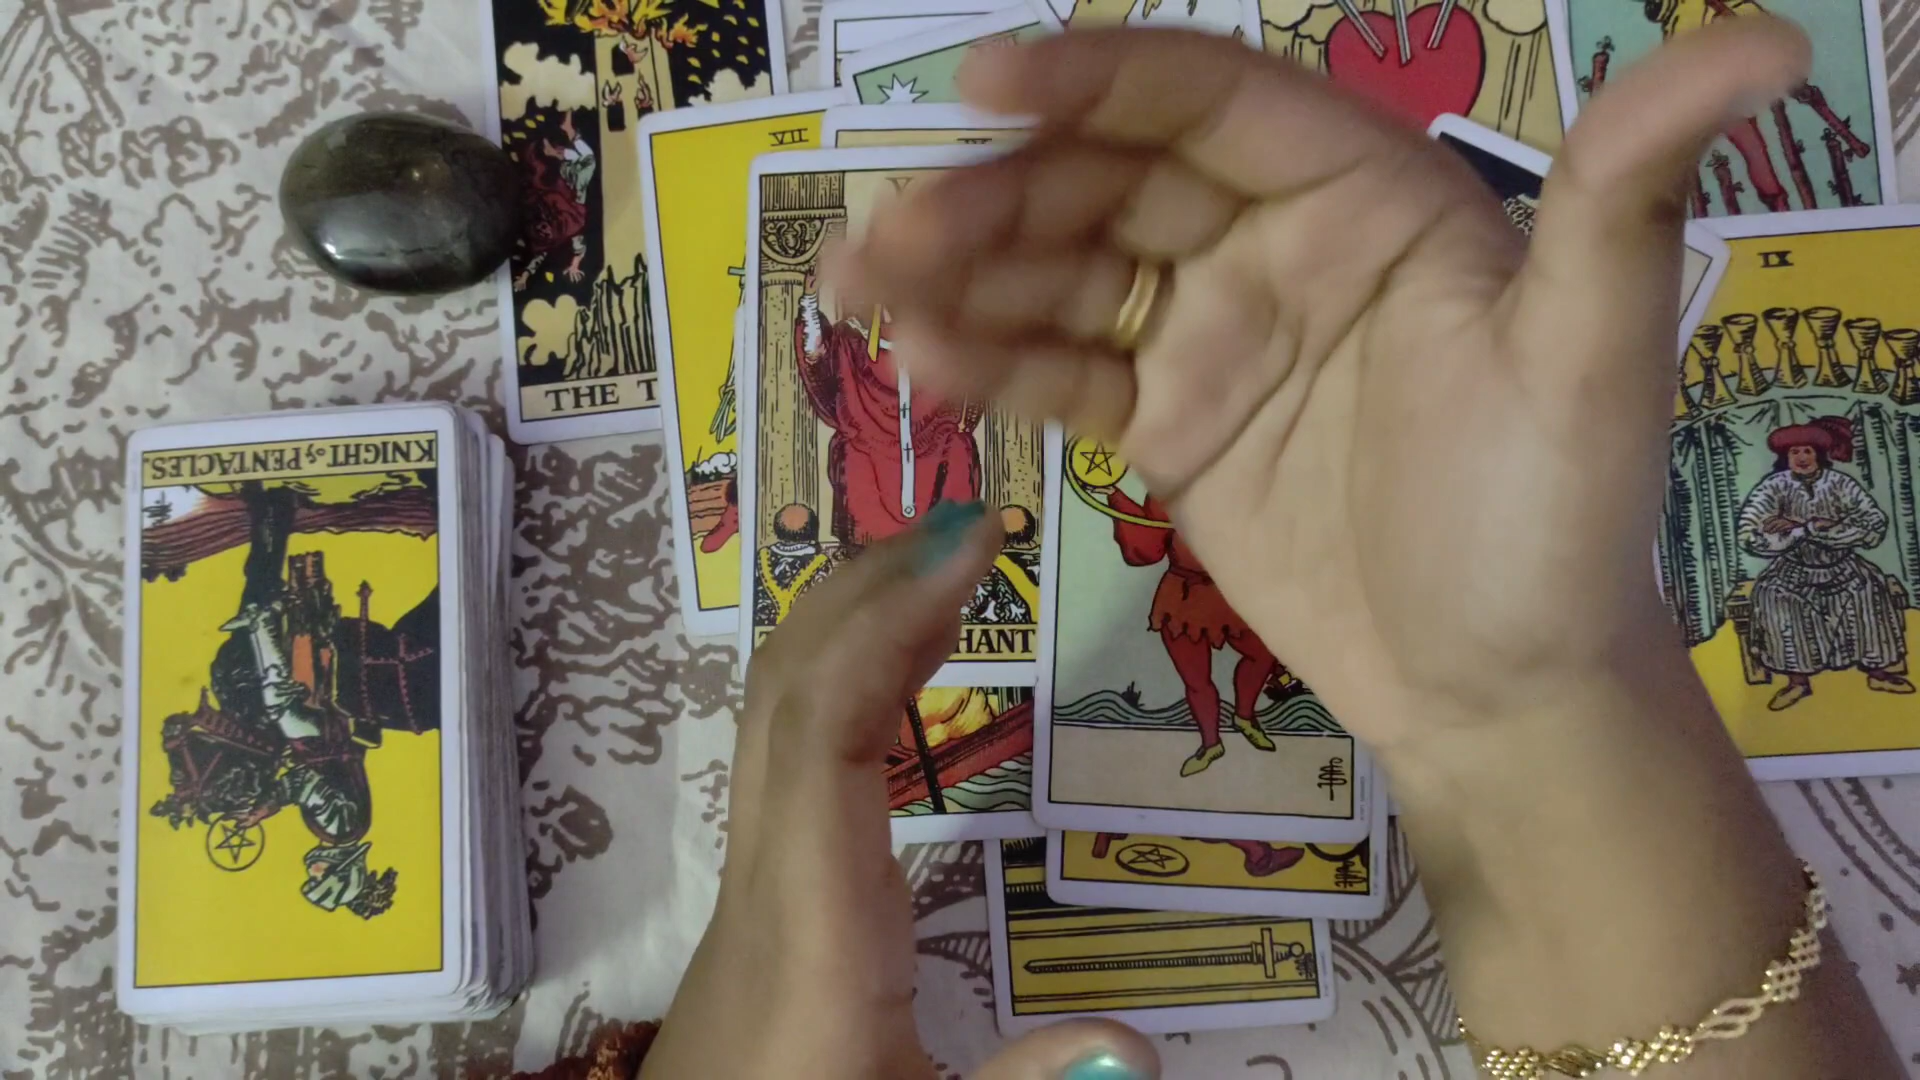 VII
V
IX
THE T
HANT
KNIGHT of PENTACLES.